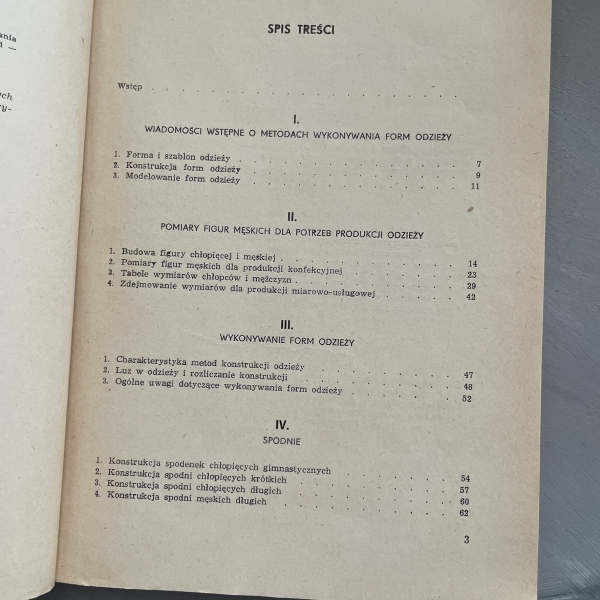 ania
ych
ry-
SPIS TREŚCI
Wstęp . . . . . . . . . . . . . .
I.
WIADOMOŚCI WSTĘPNE O METODACH WYKONYWANIA FORM ODZIEŻY
1. Forma i szablon odzieży . . . . . . . . . . . . 7
2. Konstrukcja form odzieży . . . . . . . . . . . 9
3. Modelowanie form odzieży . . . . . . . . . . . 11
II.
POMIARY FIGUR MĘSKICH DLA POTRZEB PRODUKCJI ODZIEŻY
1. Budowa figury chłopięcej i męskiej . . . . . . . . . 14
2. Pomiary figur męskich dla produkcji konfekcyjnej . . . . . . 23
3. Tabele wymiarów chłopców i mężczyzn . . . . . . . . 29
4. Zdejmowanie wymiarów dla produkcji miarowo-usługowej . . . . 42
III.
WYKONYWANIE FORM ODZIEŻY
1. Charakterystyka metod konstrukcji odzieży . . . . . . . 47
2. Luz w odzieży i rozliczanie konstrukcji . . . . . . . . 48
3. Ogólne uwagi dotyczące wykonywania form odzieży . . . . . 52
IV.
SPODNIE
1. Konstrukcja spodenek chłopięcych gimnastycznych . . . . . . 54
2. Konstrukcja spodni chłopięcych krótkich . . . . . . . . 57
3. Konstrukcja spodni chłopięcych długich . . . . . . . . 60
4. Konstrukcja spodni męskich długich . . . . . . . . . 62
3